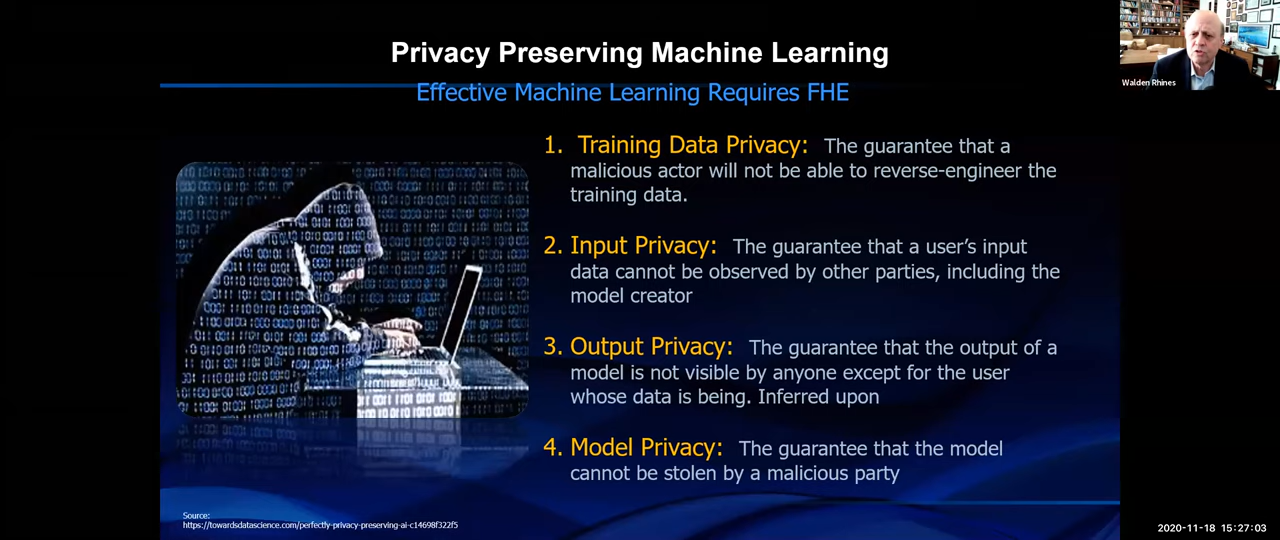 Privacy Preserving Machine Learning
Effective Machine Learning Requires FHE
Walden Rhines
1. Training Data Privacy: The guarantee that a
malicious actor will not be able to reverse-engineer the
training data.
2. Input Privacy: The guarantee that a user's input
data cannot be observed by other parties, including the
model creator
3. Output Privacy: The guarantee that the output of a
model is not visible by anyone except for the user
whose data is being. Inferred upon
4. Model Privacy: The guarantee that the model
cannot be stolen by a malicious party
Source:
https://towardsdatascience.com/perfectly-privacy-preserving-ai-c14698f322f5
2020-11-18 15:27:03